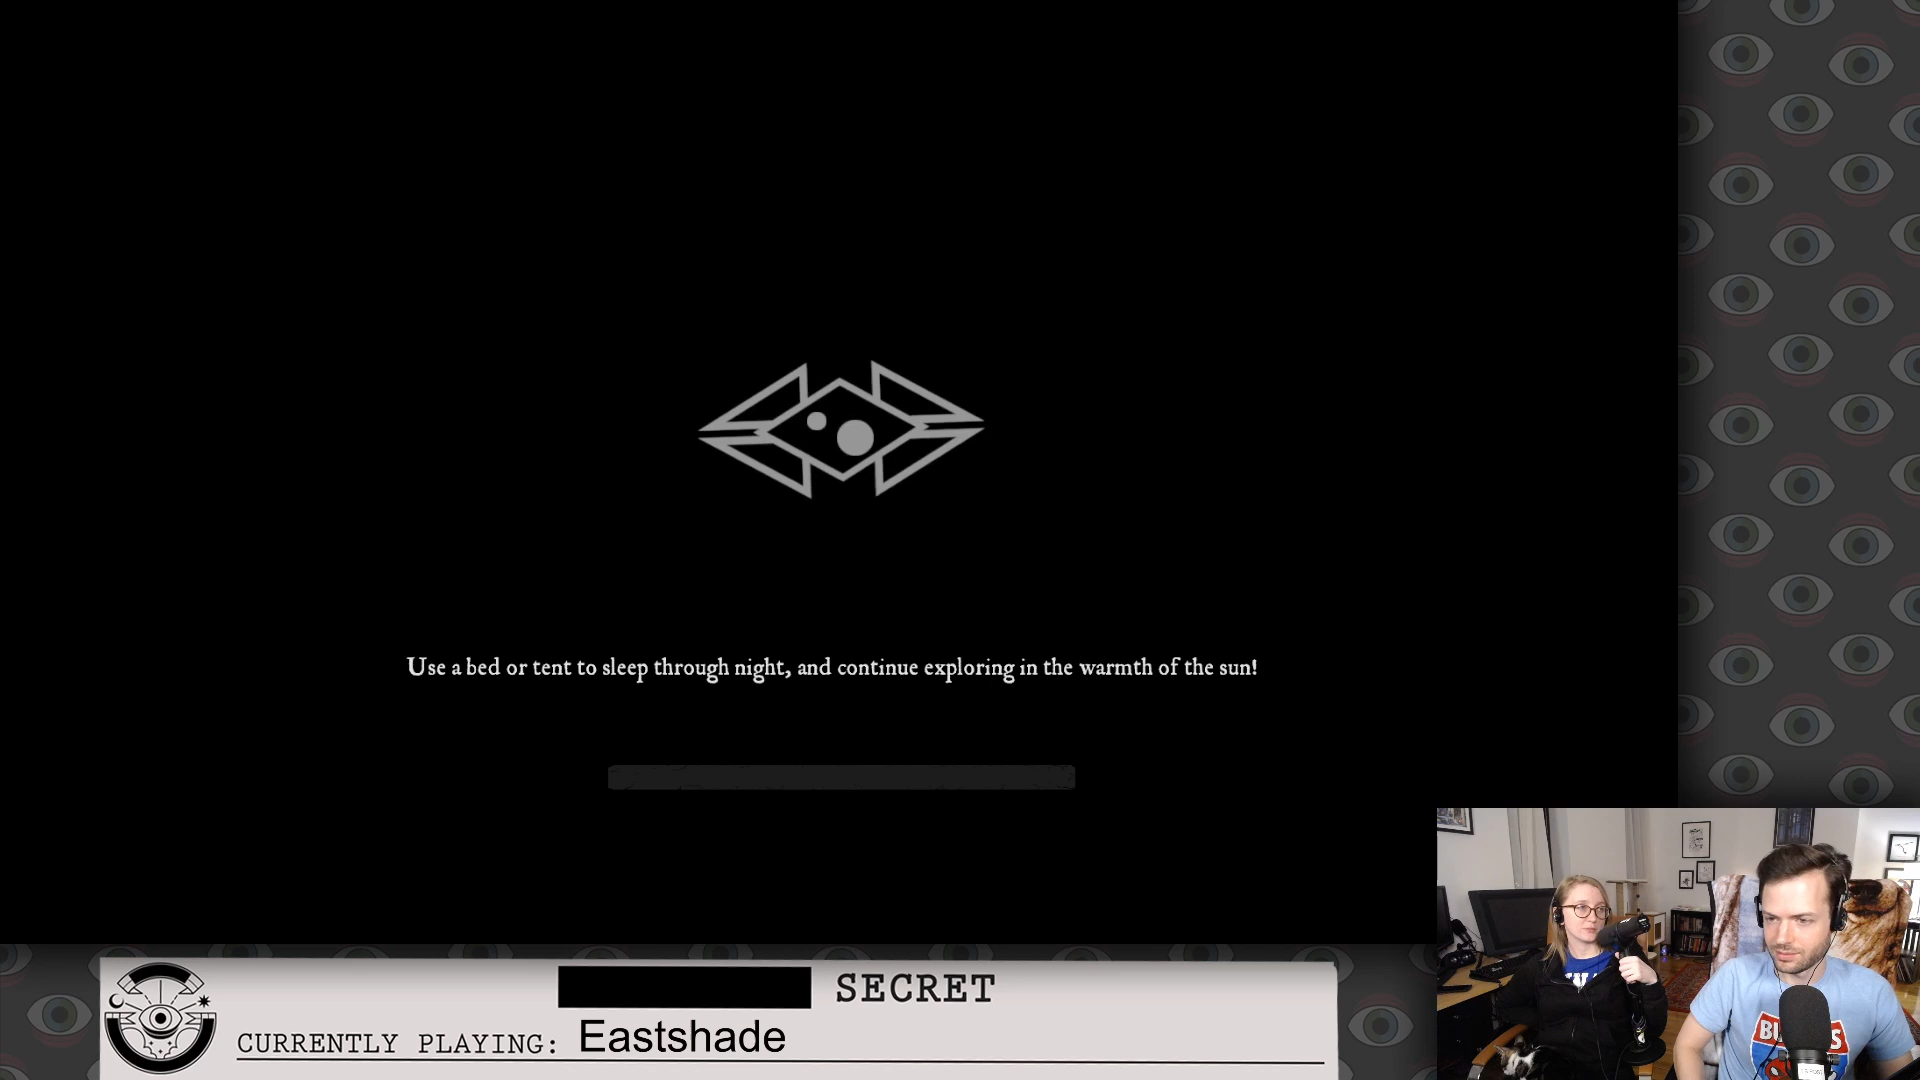 Use a bed or tent to sleep through night, and continue exploring in the warmth of the sun!
SECRET
CURRENTLY PLAYING: Eastshade